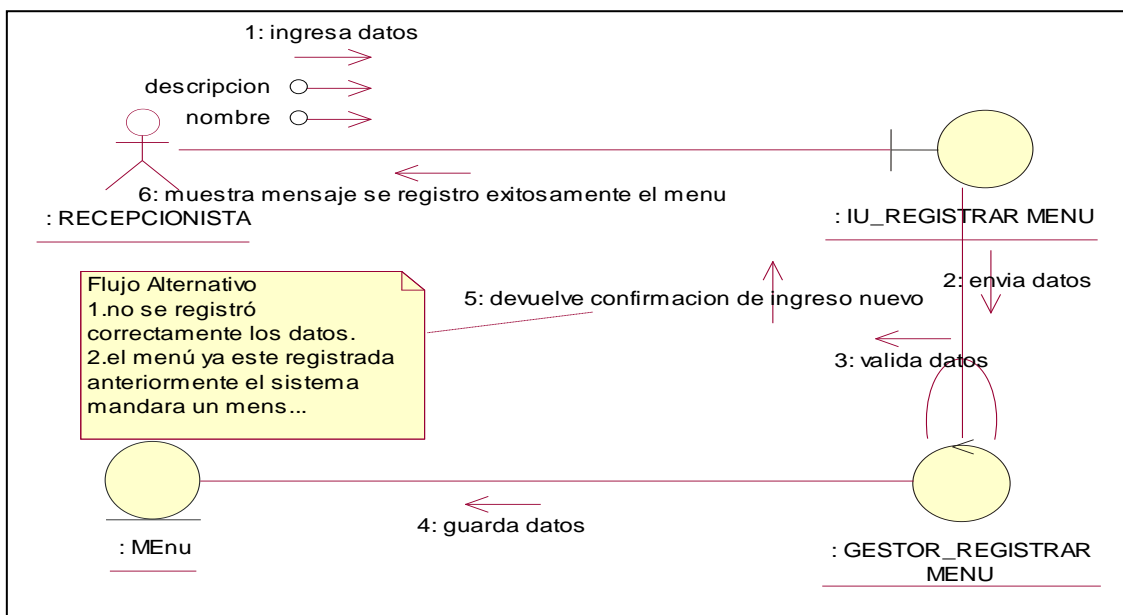 1: ingresa datos
descripcion
nombre
6: muestra mensaje se registro exitosamente el menu
: RECEPCIONISTA
: IU_REGISTRAR MENU
Flujo Alternativo
1.no se registró
correctamente los datos.
2.el menú ya este registrada
anteriormente el sistema
mandara un mens...
5: devuelve confirmacion de ingreso nuevo
2: envia datos
3: valida datos
4: guarda datos
: MEnu
: GESTOR_REGISTRAR
MENU